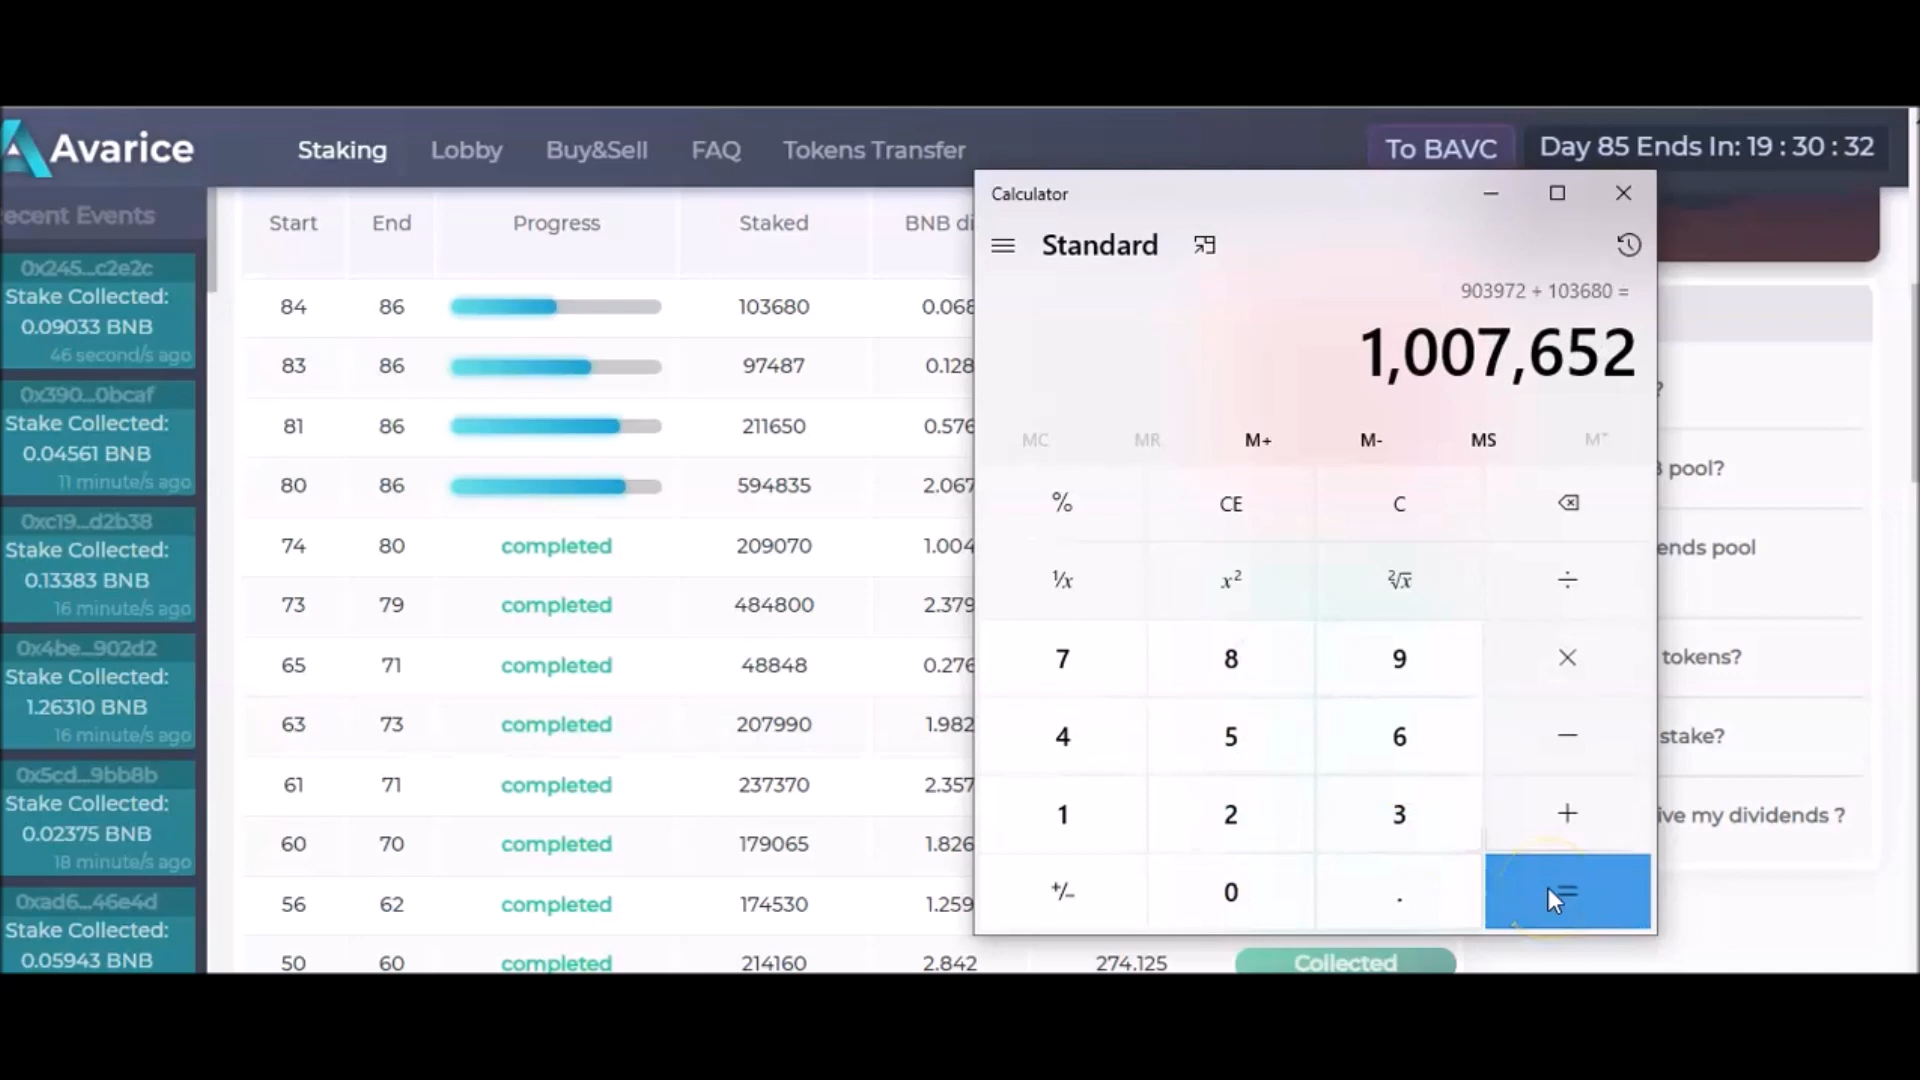 Avarice
Staking
Lobby
Buy&Sell
FAQ
Tokens Transfer
To BAVC
Day 85 Ends In: 19 : 30 : 32
ecent Events
0x245...c2e2c
Stake Collected:
0.09033 BNB
46 second/s ago
0x390...0bcaf
Stake Collected:
0.04561 BNB
11 minute/s ago
0xc19...d2b38
Stake Collected:
0.13383 BNB
16 minute/s ago
0x4be...902d2
Stake Collected:
1.26310 BNB
16 minute/s ago
0x5cd...9bb8b
Stake Collected:
0.02375 BNB
18 minute/s ago
0xad6...46e4d
Stake Collected:
0.05943 BNB
Start End Progress Staked BNB di
84 86 103680 0.068
83 86 97487 0.128
81 86 211650 0.576
80 86 594835 2.067
74 80 completed 209070 1.004
73 79 completed 484800 2.379
65 71 completed 48848 0.276
63 73 completed 207990 1.982
61 71 completed 237370 2.357
60 70 completed 179065 1.826
56 62 completed 174530 1.259
50 60 completed 214160 2.842 274.125 Collected
Calculator
Standard
903972 + 103680 =
1,007,652
MC MR M+ M- MS M˅
% CE C
¹/x x² ²√x ÷
7 8 9 ×
4 5 6 −
1 2 3 +
+/− 0 . =
?
pool?
ends pool
tokens?
stake?
ive my dividends ?